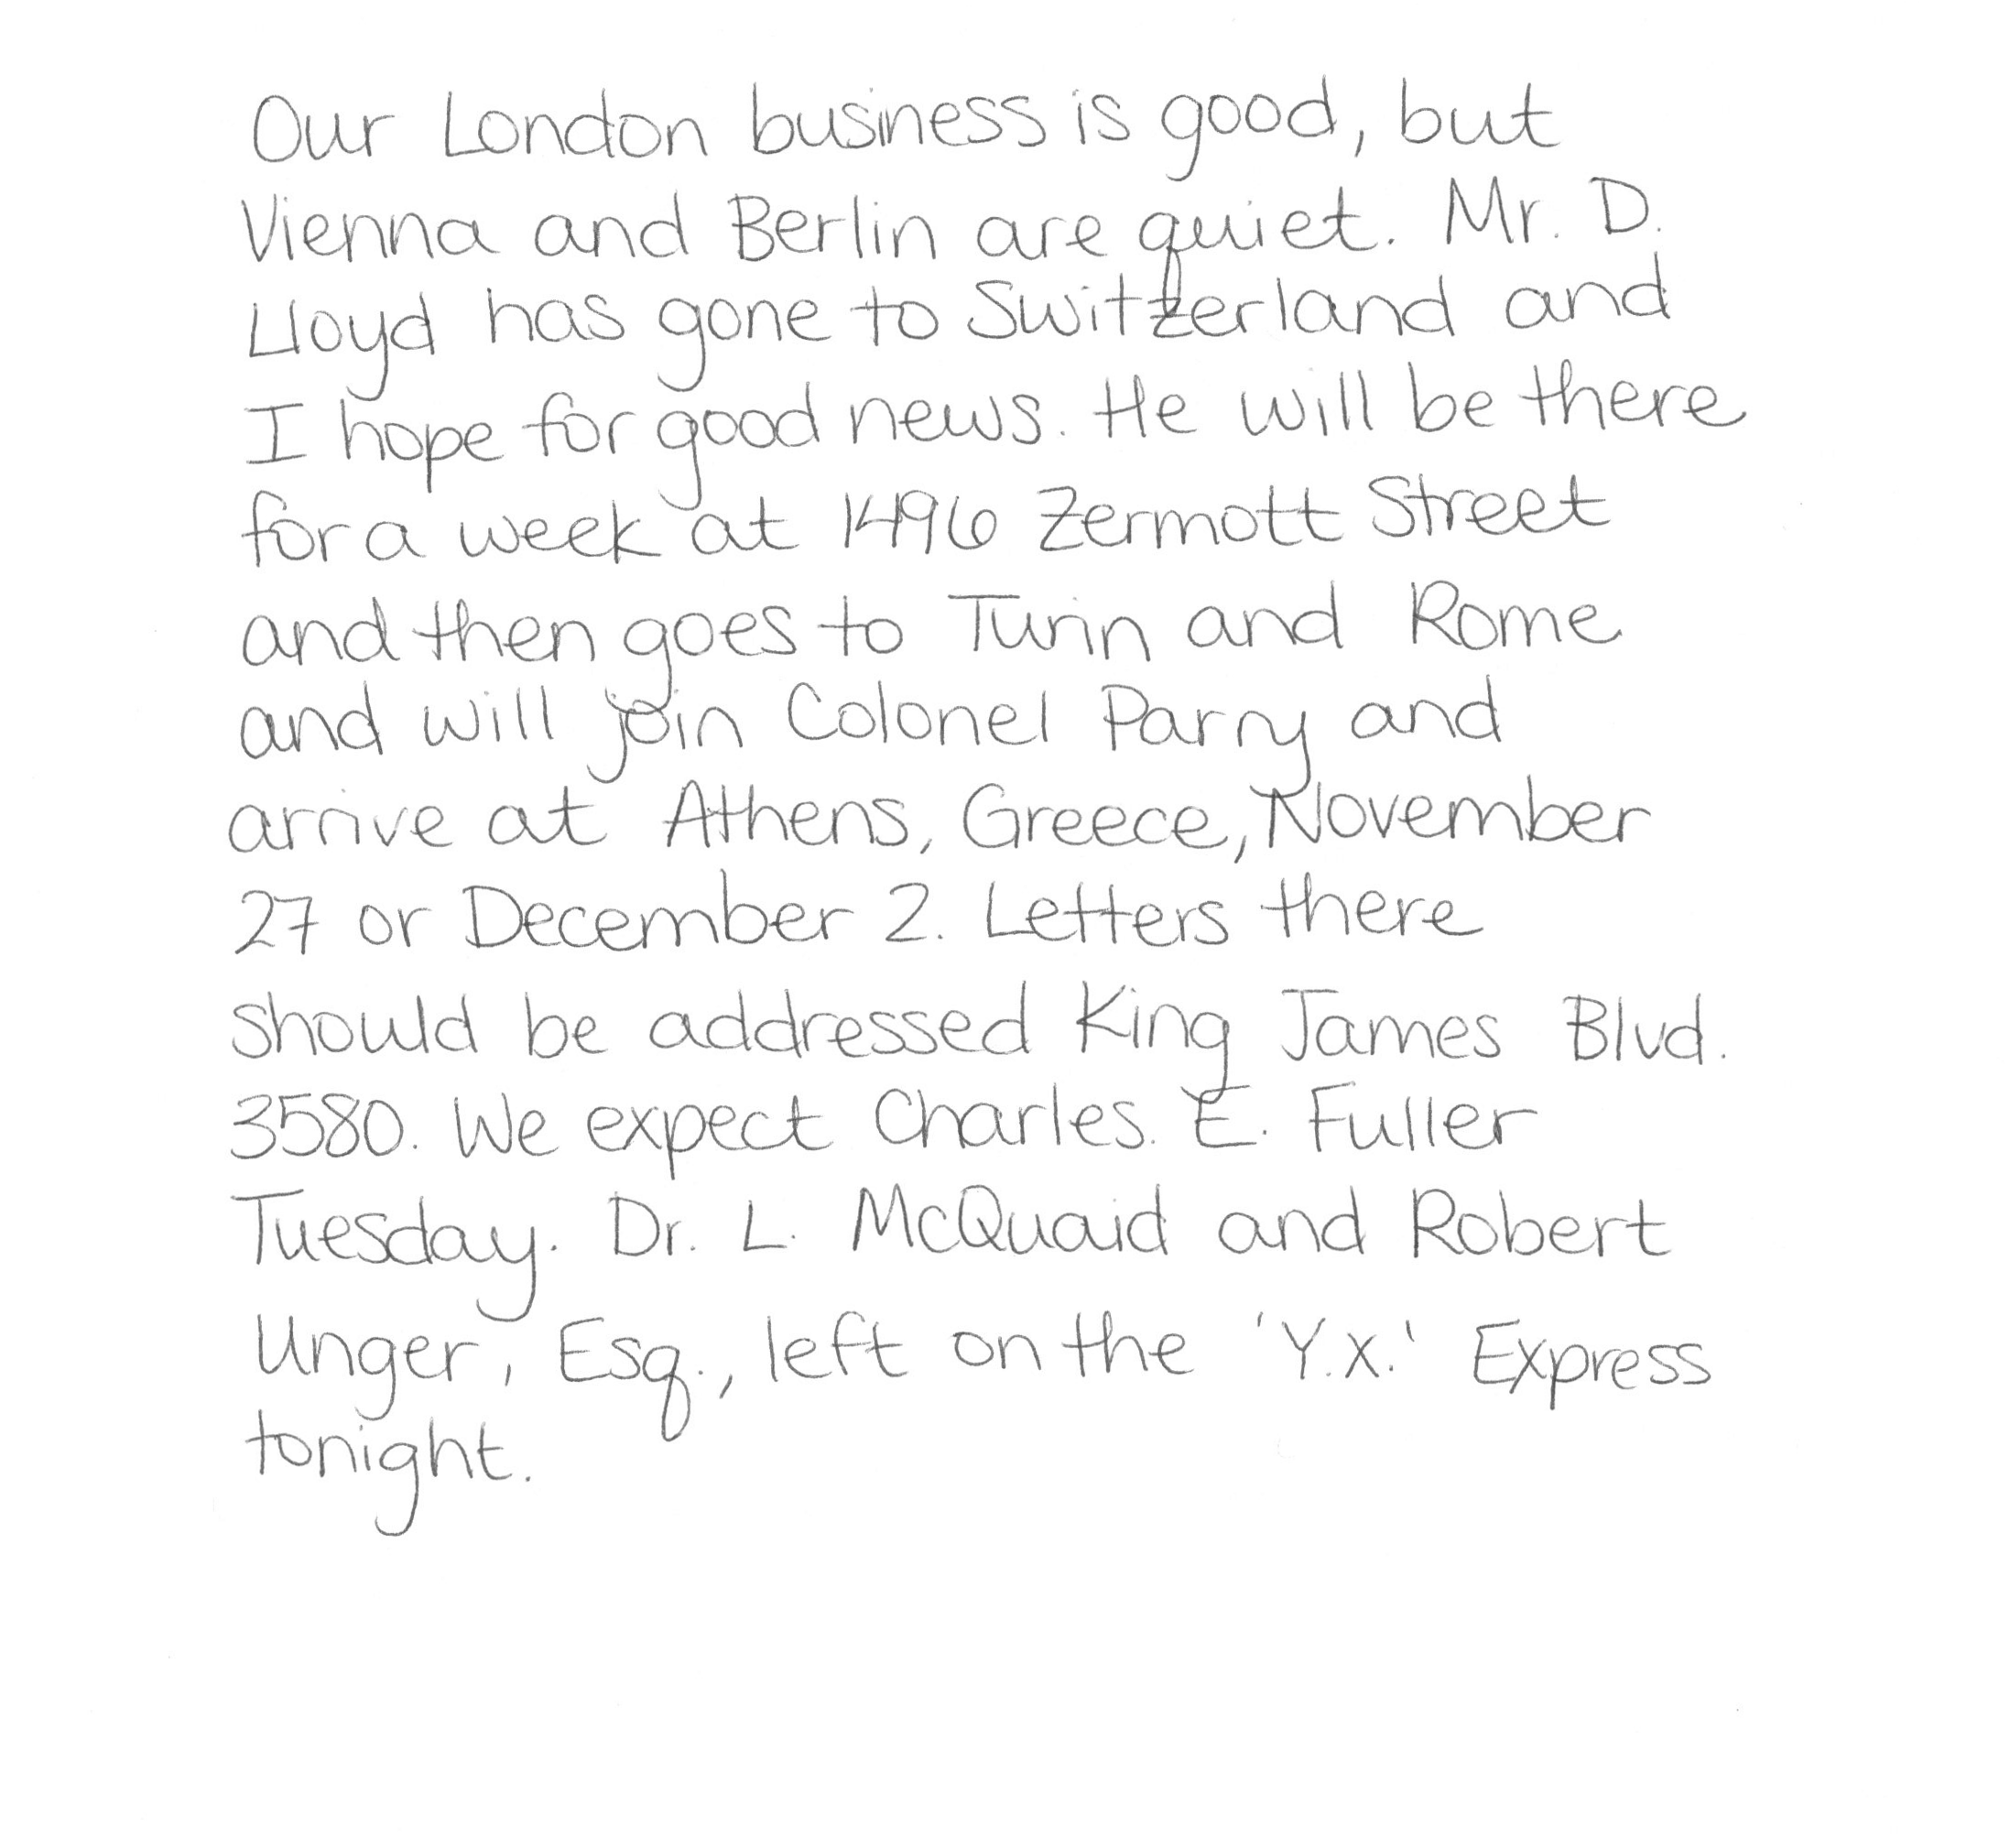 Our London business is good, but
Vienna and Berlin are quiet. Mr. D.
Lloyd has gone to Switzerland and
I hope for good news. He will be there
for a week at 1496 Zermott Street
and then goes to Turin and Rome
and will join Colonel Parry and
arrive at Athens, Greece, November
27 or December 2. Letters there
should be addressed King James Blvd.
3580. We expect Charles. E. Fuller
Tuesday. Dr. L. McQuaid and Robert
Unger, Esq., left on the 'Y.X.' Express
tonight.